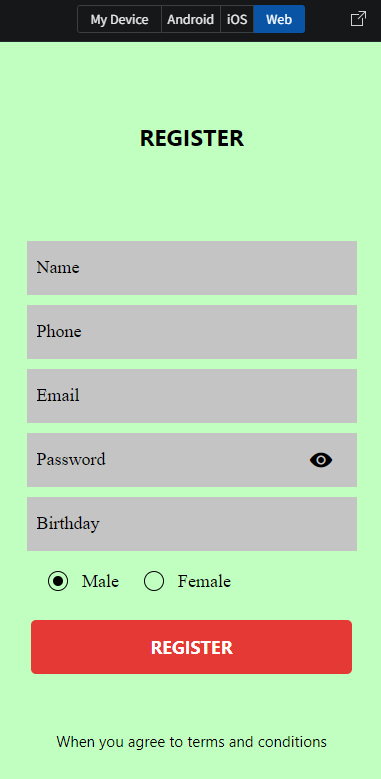 My Device Android iOS Web
REGISTER
Name
Phone
Email
Password
Birthday
Male Female
REGISTER
When you agree to terms and conditions